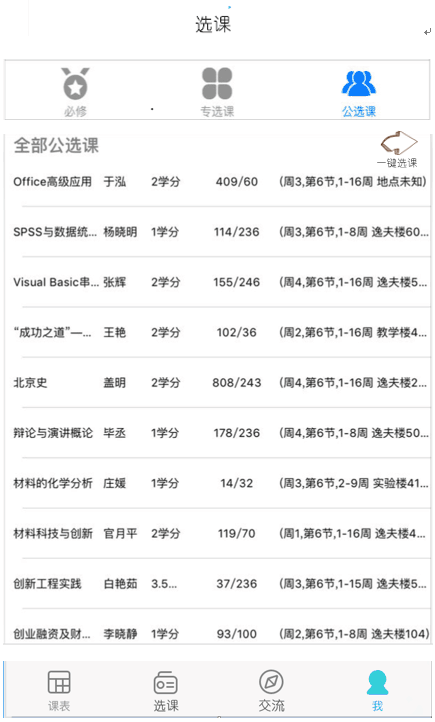 选课
必修 专选课 公选课
全部公选课
一键选课
Office高级应用 于泓 2学分 409/60 (周3,第6节,1-16周 地点未知)
SPSS与数据统... 杨晓明 1学分 114/236 (周3,第6节,1-8周 逸夫楼60...
Visual Basic串... 张辉 2学分 155/246 (周4,第6节,1-16周 逸夫楼5...
“成功之道”—... 王艳 2学分 102/36 (周2,第6节,1-16周 教学楼4...
北京史 盖明 2学分 808/243 (周4,第6节,1-16周 逸夫楼2...
辩论与演讲概论 毕丞 1学分 178/236 (周4,第6节,1-8周 逸夫楼50...
材料的化学分析 庄媛 1学分 14/32 (周3,第6节,2-9周 实验楼41...
材料科技与创新 官月平 2学分 119/70 (周1,第6节,1-16周 逸夫楼4...
创新工程实践 白艳茹 3.5... 37/236 (周3,第6节,1-15周 逸夫楼5...
创业融资及财... 李晓静 1学分 93/100 (周2,第6节,1-8周 逸夫楼104)
课表 选课 交流 我